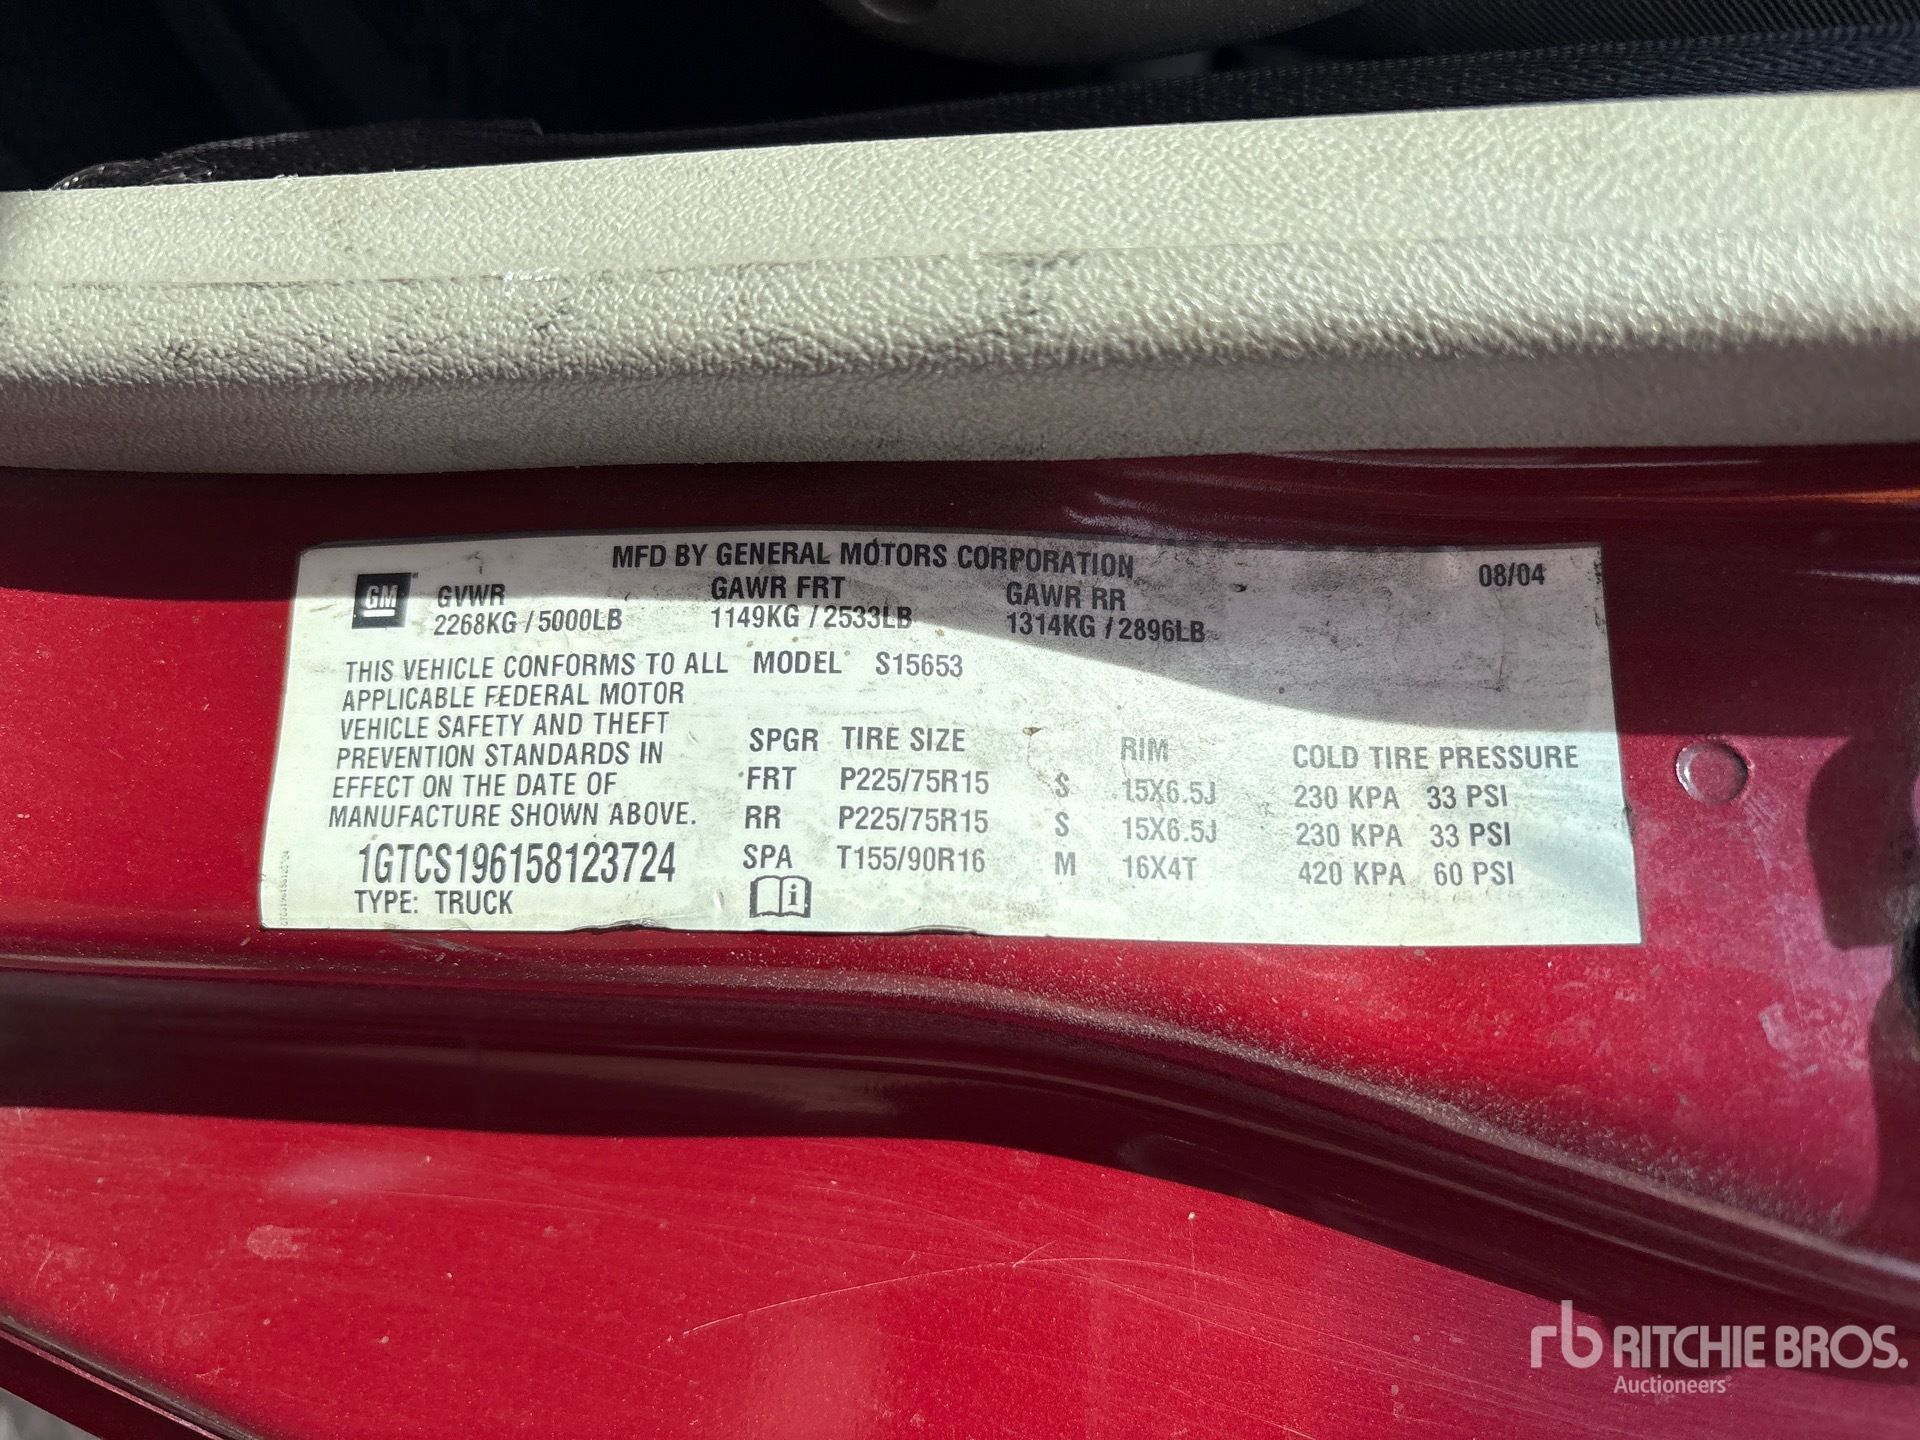 MFD BY GENERAL MOTORS CORPORATION 08/04
GM GVWR GAWR FRT GAWR RR
2268KG / 5000LB 1149KG / 2533LB 1314KG / 2896LB
THIS VEHICLE CONFORMS TO ALL MODEL S15653
APPLICABLE FEDERAL MOTOR
VEHICLE SAFETY AND THEFT
PREVENTION STANDARDS IN
EFFECT ON THE DATE OF
MANUFACTURE SHOWN ABOVE.
1GTCS196158123724
TYPE: TRUCK
SPGR TIRE SIZE RIM COLD TIRE PRESSURE
FRT P225/75R15 S 15X6.5J 230 KPA 33 PSI
RR P225/75R15 S 15X6.5J 230 KPA 33 PSI
SPA T155/90R16 M 16X4T 420 KPA 60 PSI
i
rb RITCHIE BROS.
Auctioneers